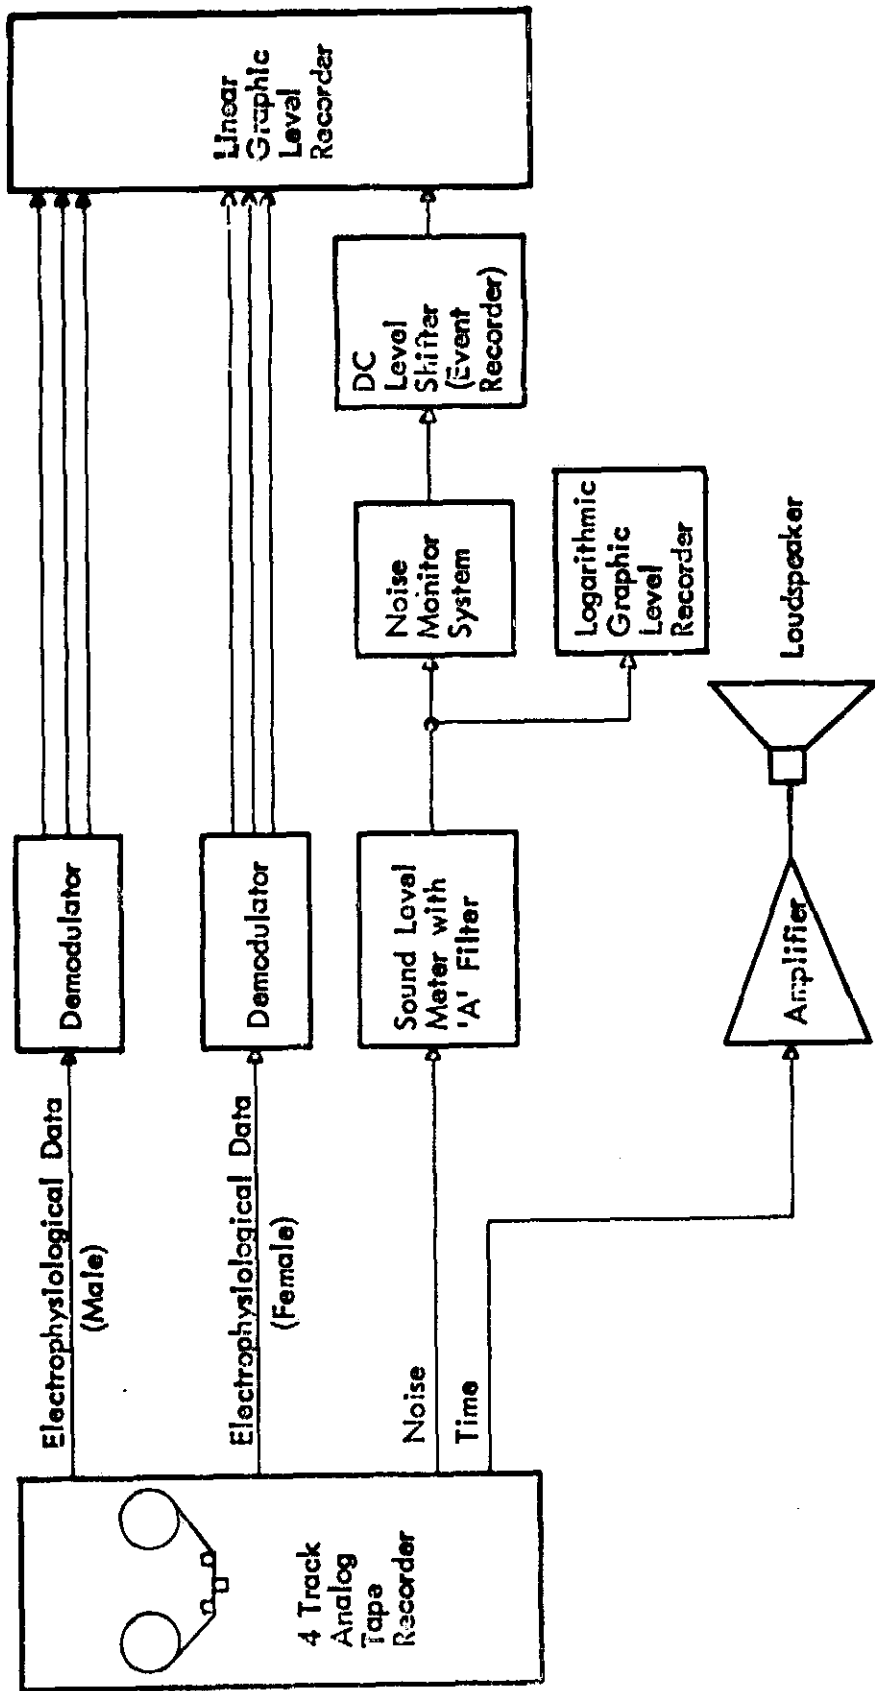 4 Track
Analog
Tape
Recorder
Electrophysiological Data
(Male)
Electrophysiological Data
(Female)
Noise
Time
Demodulator
Demodulator
Sound Level
Meter with
'A' Filter
Amplifier
Loudspeaker
Noise
Monitor
System
Logarithmic
Graphic
Level
Recorder
DC
Level
Shifter
(Event
Recorder)
Linear
Graphic
Level
Recorder